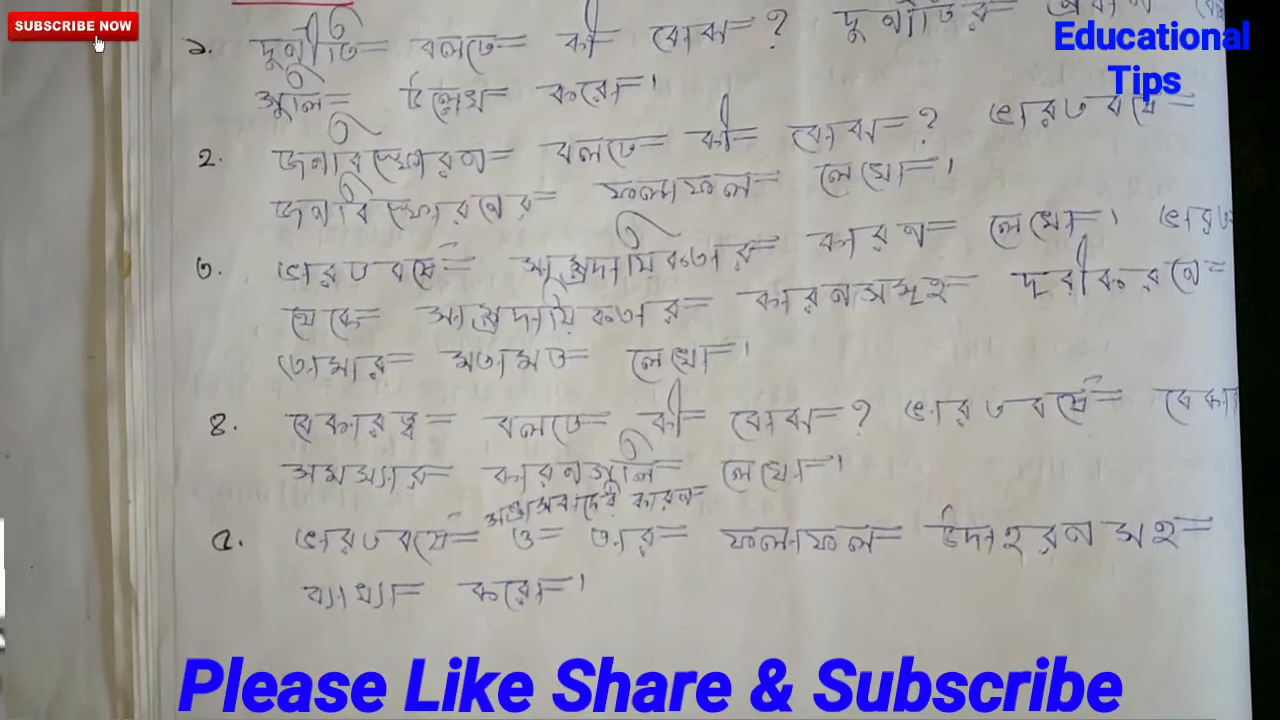 SUBSCRIBE NOW
Educational
Tips
১. দুর্নীতি বলতে কী বোঝ? দুর্নীতির
গুলি উল্লেখ করো।
২. জনবিস্ফোরণ বলতে কী বোঝ? ভারতবর্ষে
জনবিস্ফোরণের ফলাফল লেখো।
৩. ভারতবর্ষে সাম্প্রদায়িকতার কারণ লেখো। ভারত
থেকে সাম্প্রদায়িকতার কারণসমূহ দূরীকরণে
তোমার মতামত লেখো।
৪. বেকারত্ব বলতে কী বোঝ? ভারতবর্ষে বেকার
সমস্যার কারণগুলি লেখো।
সন্ত্রাসবাদের কারণ
৫. ভারতবর্ষে ও তার ফলাফল উদাহরণ সহ
ব্যাখ্যা করো।
Please Like Share & Subscribe